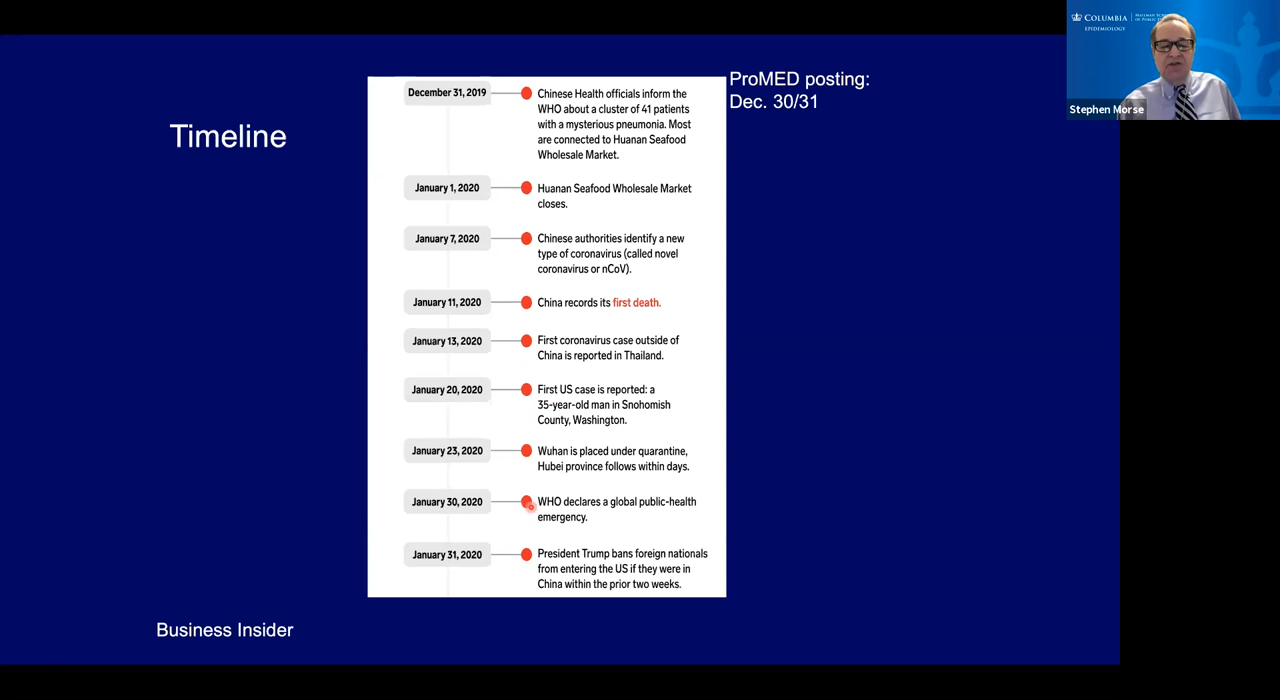 Timeline
December 31, 2019
Chinese Health officials inform the
WHO about a cluster of 41 patients
with a mysterious pneumonia. Most
are connected to Huanan Seafood
Wholesale Market.
January 1, 2020
Huanan Seafood Wholesale Market
closes.
January 7, 2020
Chinese authorities identify a new
type of coronavirus (called novel
coronavirus or nCoV).
January 11, 2020
China records its first death.
January 13, 2020
First coronavirus case outside of
China is reported in Thailand.
January 20, 2020
First US case is reported: a
35-year-old man in Snohomish
County, Washington.
January 23, 2020
Wuhan is placed under quarantine,
Hubei province follows within days.
January 30, 2020
WHO declares a global public-health
emergency.
January 31, 2020
President Trump bans foreign nationals
from entering the US if they were in
China within the prior two weeks.
ProMED posting:
Dec. 30/31
Business Insider
COLUMBIA
EPIDEMIOLOGY
Stephen Morse